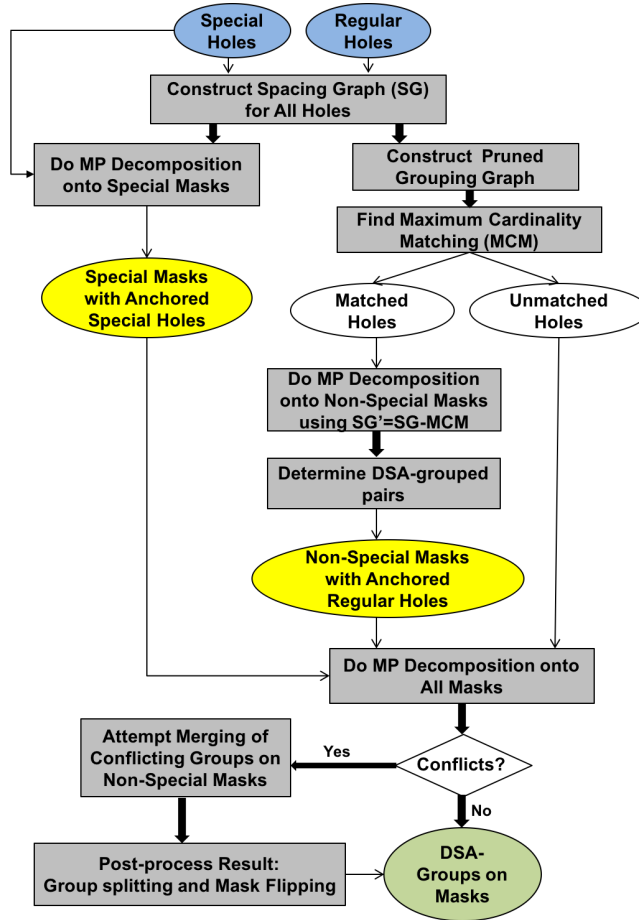 Special
Holes
Regular
Holes
Construct Spacing Graph (SG)
for All Holes
Do MP Decomposition
onto Special Masks
Construct Pruned
Grouping Graph
Find Maximum Cardinality
Matching (MCM)
Special Masks
with Anchored
Special Holes
Matched
Holes
Unmatched
Holes
Do MP Decomposition
onto Non-Special Masks
using SG'=SG-MCM
Determine DSA-grouped
pairs
Non-Special Masks
with Anchored
Regular Holes
Do MP Decomposition onto
All Masks
Attempt Merging of
Conflicting Groups on
Non-Special Masks
Yes
Conflicts?
No
Post-process Result:
Group splitting and Mask Flipping
DSA-
Groups on
Masks